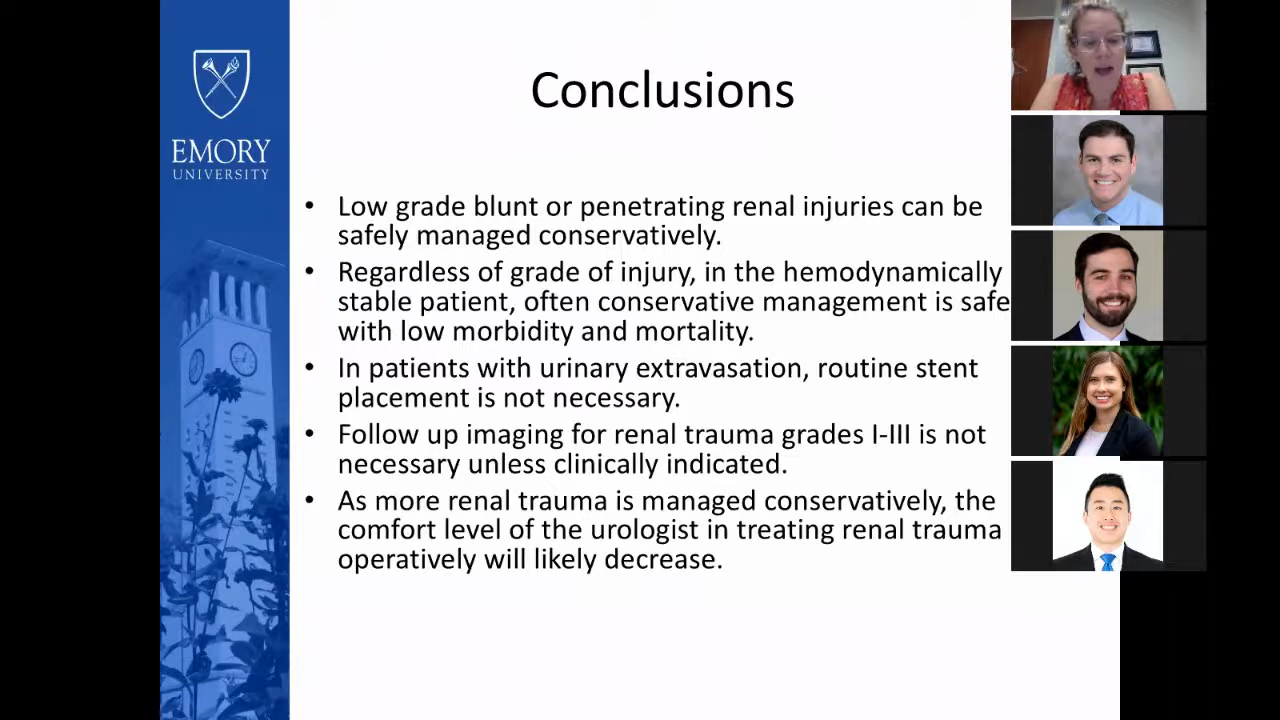 EMORY
UNIVERSITY
Conclusions
• Low grade blunt or penetrating renal injuries can be
safely managed conservatively.
• Regardless of grade of injury, in the hemodynamically
stable patient, often conservative management is safe
with low morbidity and mortality.
• In patients with urinary extravasation, routine stent
placement is not necessary.
• Follow up imaging for renal trauma grades I-III is not
necessary unless clinically indicated.
• As more renal trauma is managed conservatively, the
comfort level of the urologist in treating renal trauma
operatively will likely decrease.